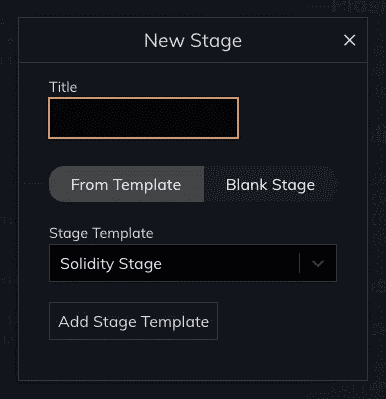 New Stage
Title
From Template Blank Stage
Stage Template
Solidity Stage
Add Stage Template